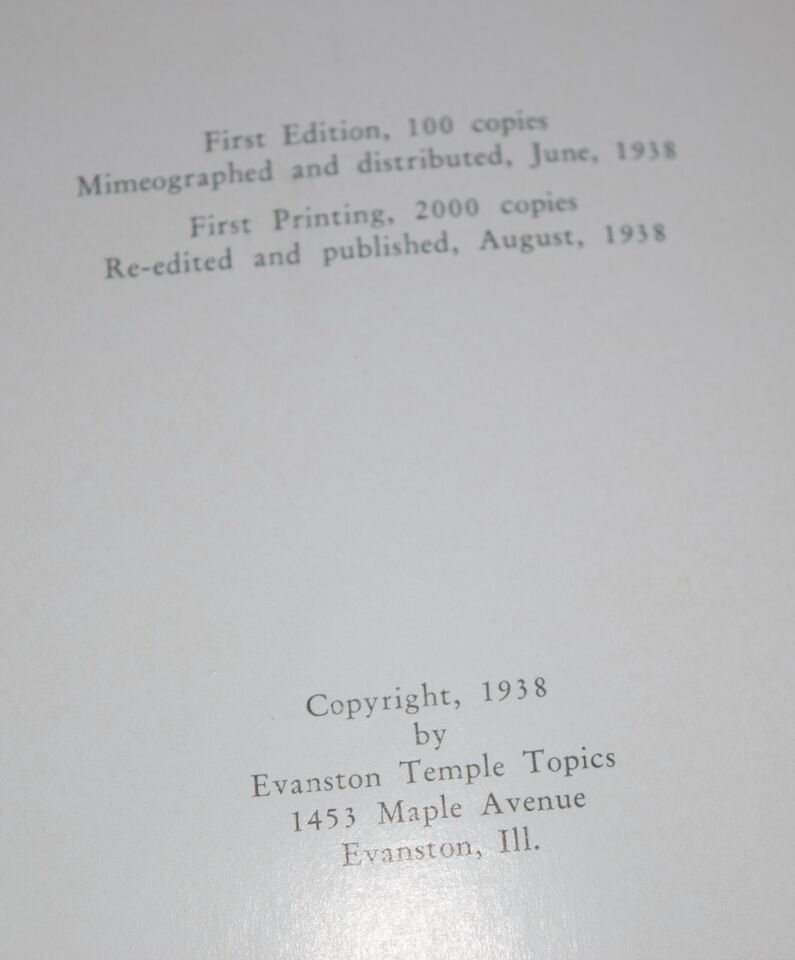 First Edition, 100 copies
Mimeographed and distributed, June, 1938
First Printing, 2000 copies
Re-edited and published, August, 1938
Copyright, 1938
by
Evanston Temple Topics
1453 Maple Avenue
Evanston, Ill.